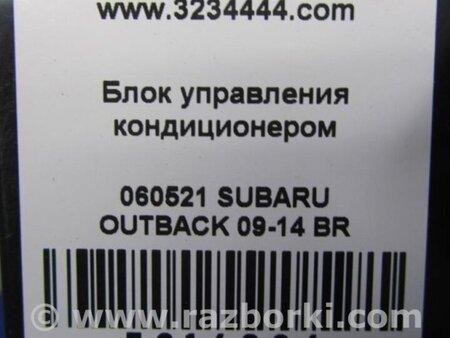 www.3234444.com
Блок управления
кондиционером
060521 SUBARU
OUTBACK 09-14 BR
© www.razborki.com